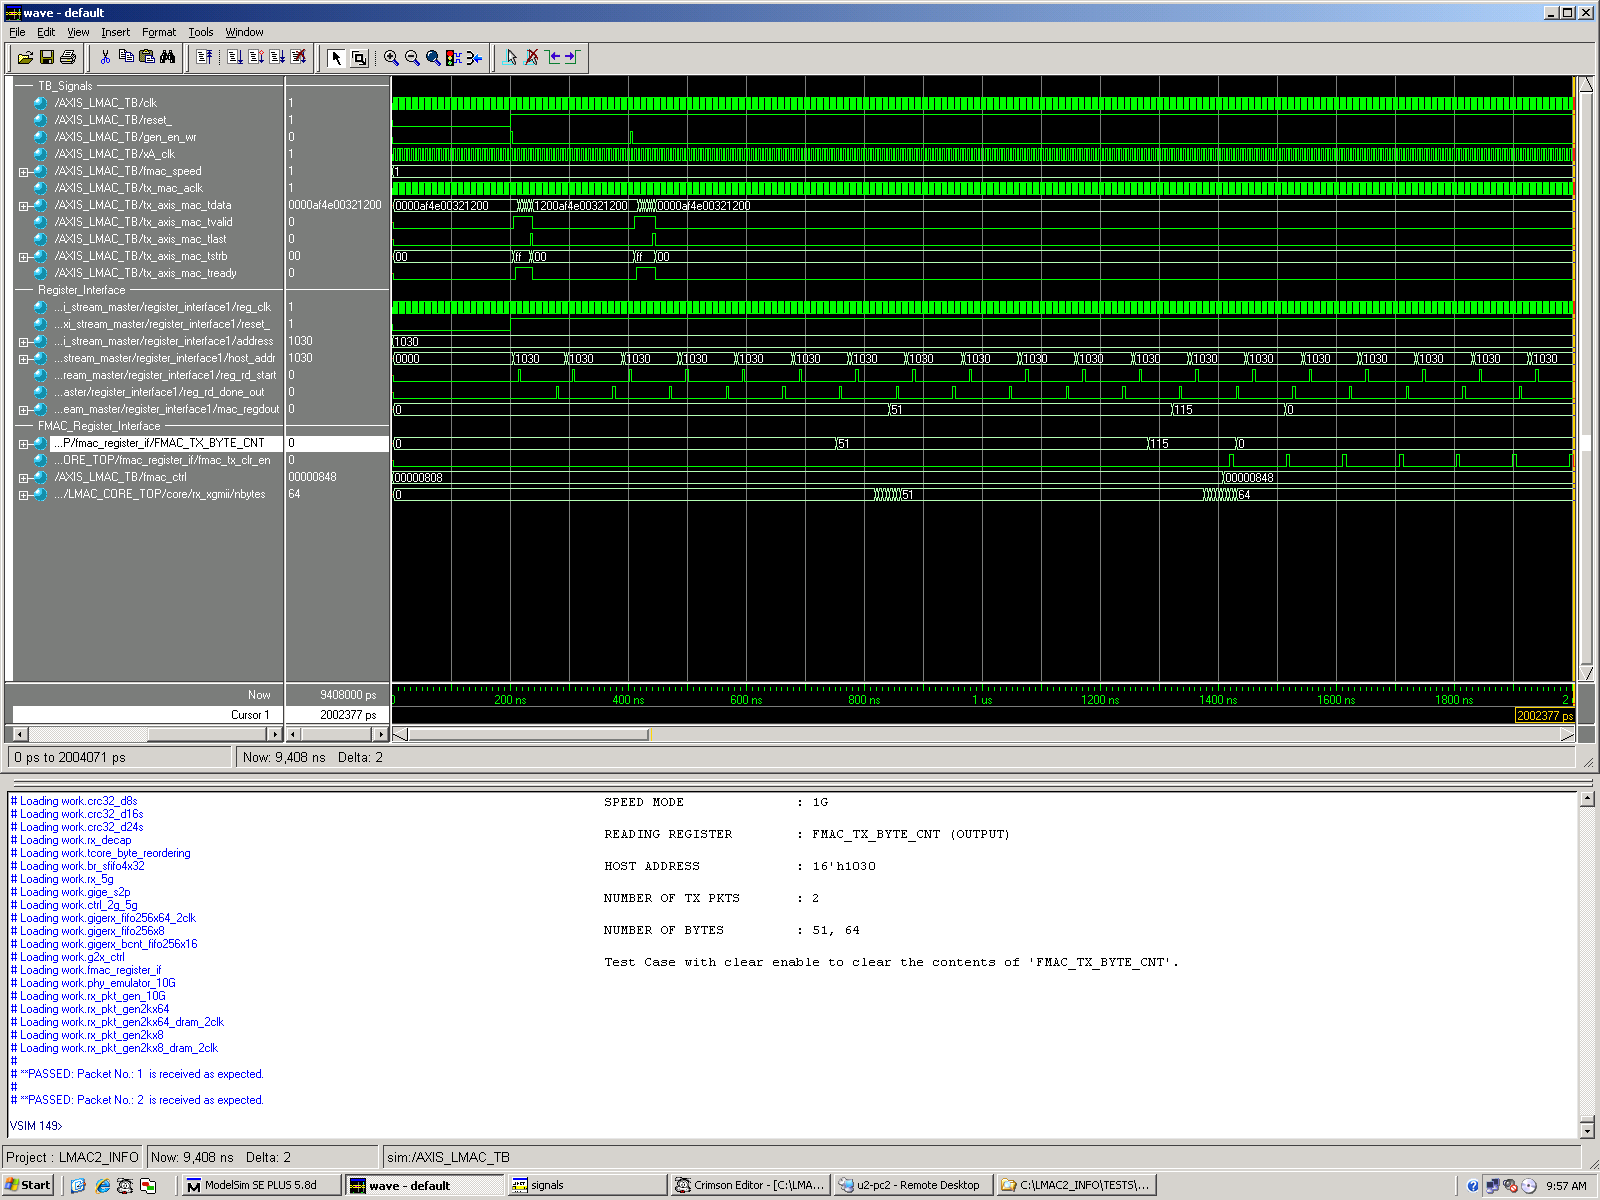 wave - default
File Edit View Insert Format Tools Window
TB_Signals
/AXIS_LMAC_TB/clk 1
/AXIS_LMAC_TB/reset_ 1
/AXIS_LMAC_TB/gen_en_wr 0
/AXIS_LMAC_TB/xA_clk 1
/AXIS_LMAC_TB/fmac_speed 1 1
/AXIS_LMAC_TB/tx_mac_aclk 1
/AXIS_LMAC_TB/tx_axis_mac_tdata 0000af4e00321200 0000af4e00321200 1200af4e00321200 0000af4e00321200
/AXIS_LMAC_TB/tx_axis_mac_tvalid 0
/AXIS_LMAC_TB/tx_axis_mac_tlast 0
/AXIS_LMAC_TB/tx_axis_mac_tstrb 00 00 ff 00 ff 00
/AXIS_LMAC_TB/tx_axis_mac_tready 0
Register_Interface
...i_stream_master/register_interface1/reg_clk 1
...xi_stream_master/register_interface1/reset_ 1
...i_stream_master/register_interface1/address 1030 1030
...stream_master/register_interface1/host_addr 1030 0000 1030 1030 1030 1030 1030 1030 1030 1030 1030 1030 1030 1030 1030 1030 1030 1030 1030 1030 1030
...ream_master/register_interface1/reg_rd_start 0
...aster/register_interface1/reg_rd_done_out 0
...eam_master/register_interface1/mac_regdout 0 0 51 115 0
FMAC_Register_Interface
...P/fmac_register_if/FMAC_TX_BYTE_CNT 0 0 51 115 0
...ORE_TOP/fmac_register_if/fmac_tx_clr_en 0
/AXIS_LMAC_TB/fmac_ctrl 00000848 00000808 00000848
.../LMAC_CORE_TOP/core/rx_xgmii/nbytes 64 0 51 64
Now 9408000 ps 200 ns 400 ns 600 ns 800 ns 1 us 1200 ns 1400 ns 1600 ns 1800 ns 2
Cursor 1 2002377 ps 2002377 ps
0 ps to 2004071 ps Now: 9,408 ns Delta: 2
# Loading work.crc32_d8s
# Loading work.crc32_d16s
# Loading work.crc32_d24s
# Loading work.rx_decap
# Loading work.tcore_byte_reordering
# Loading work.br_sfifo4x32
# Loading work.rx_5g
# Loading work.gige_s2p
# Loading work.ctrl_2g_5g
# Loading work.gigerx_fifo256x64_2clk
# Loading work.gigerx_fifo256x8
# Loading work.gigerx_bcnt_fifo256x16
# Loading work.g2x_ctrl
# Loading work.fmac_register_if
# Loading work.phy_emulator_10G
# Loading work.rx_pkt_gen_10G
# Loading work.rx_pkt_gen2kx64
# Loading work.rx_pkt_gen2kx64_dram_2clk
# Loading work.rx_pkt_gen2kx8
# Loading work.rx_pkt_gen2kx8_dram_2clk
#
# **PASSED: Packet No.: 1 is received as expected.
#
# **PASSED: Packet No.: 2 is received as expected.
VSIM 149>
SPEED MODE : 1G
READING REGISTER : FMAC_TX_BYTE_CNT (OUTPUT)
HOST ADDRESS : 16'h1030
NUMBER OF TX PKTS : 2
NUMBER OF BYTES : 51, 64
Test Case with clear enable to clear the contents of 'FMAC_TX_BYTE_CNT'.
Project : LMAC2_INFO Now: 9,408 ns Delta: 2 sim:/AXIS_LMAC_TB
Start ModelSim SE PLUS 5.8d wave - default signals Crimson Editor - [C:\LMA... u2-pc2 - Remote Desktop C:\LMAC2_INFO\TESTS\... 9:57 AM